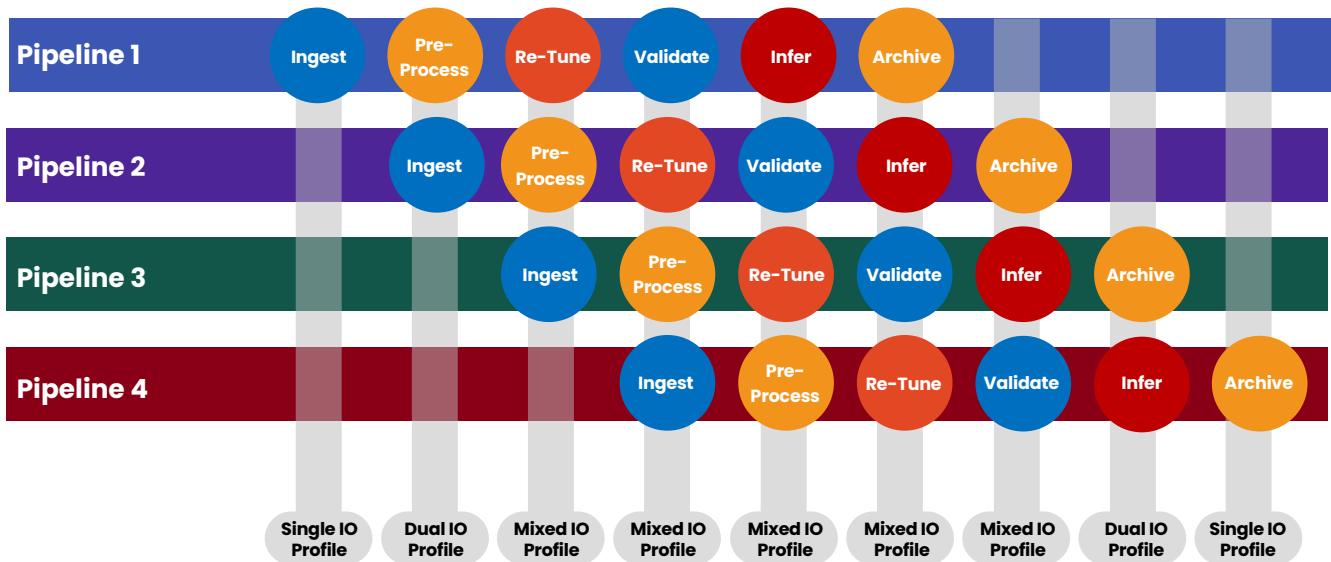 Pipeline 1
Ingest
Pre-
Process
Re-Tune
Validate
Infer
Archive
Pipeline 2
Ingest
Pre-
Process
Re-Tune
Validate
Infer
Archive
Pipeline 3
Ingest
Pre-
Process
Re-Tune
Validate
Infer
Archive
Pipeline 4
Ingest
Pre-
Process
Re-Tune
Validate
Infer
Archive
Single IO
Profile
Dual IO
Profile
Mixed IO
Profile
Mixed IO
Profile
Mixed IO
Profile
Mixed IO
Profile
Mixed IO
Profile
Dual IO
Profile
Single IO
Profile